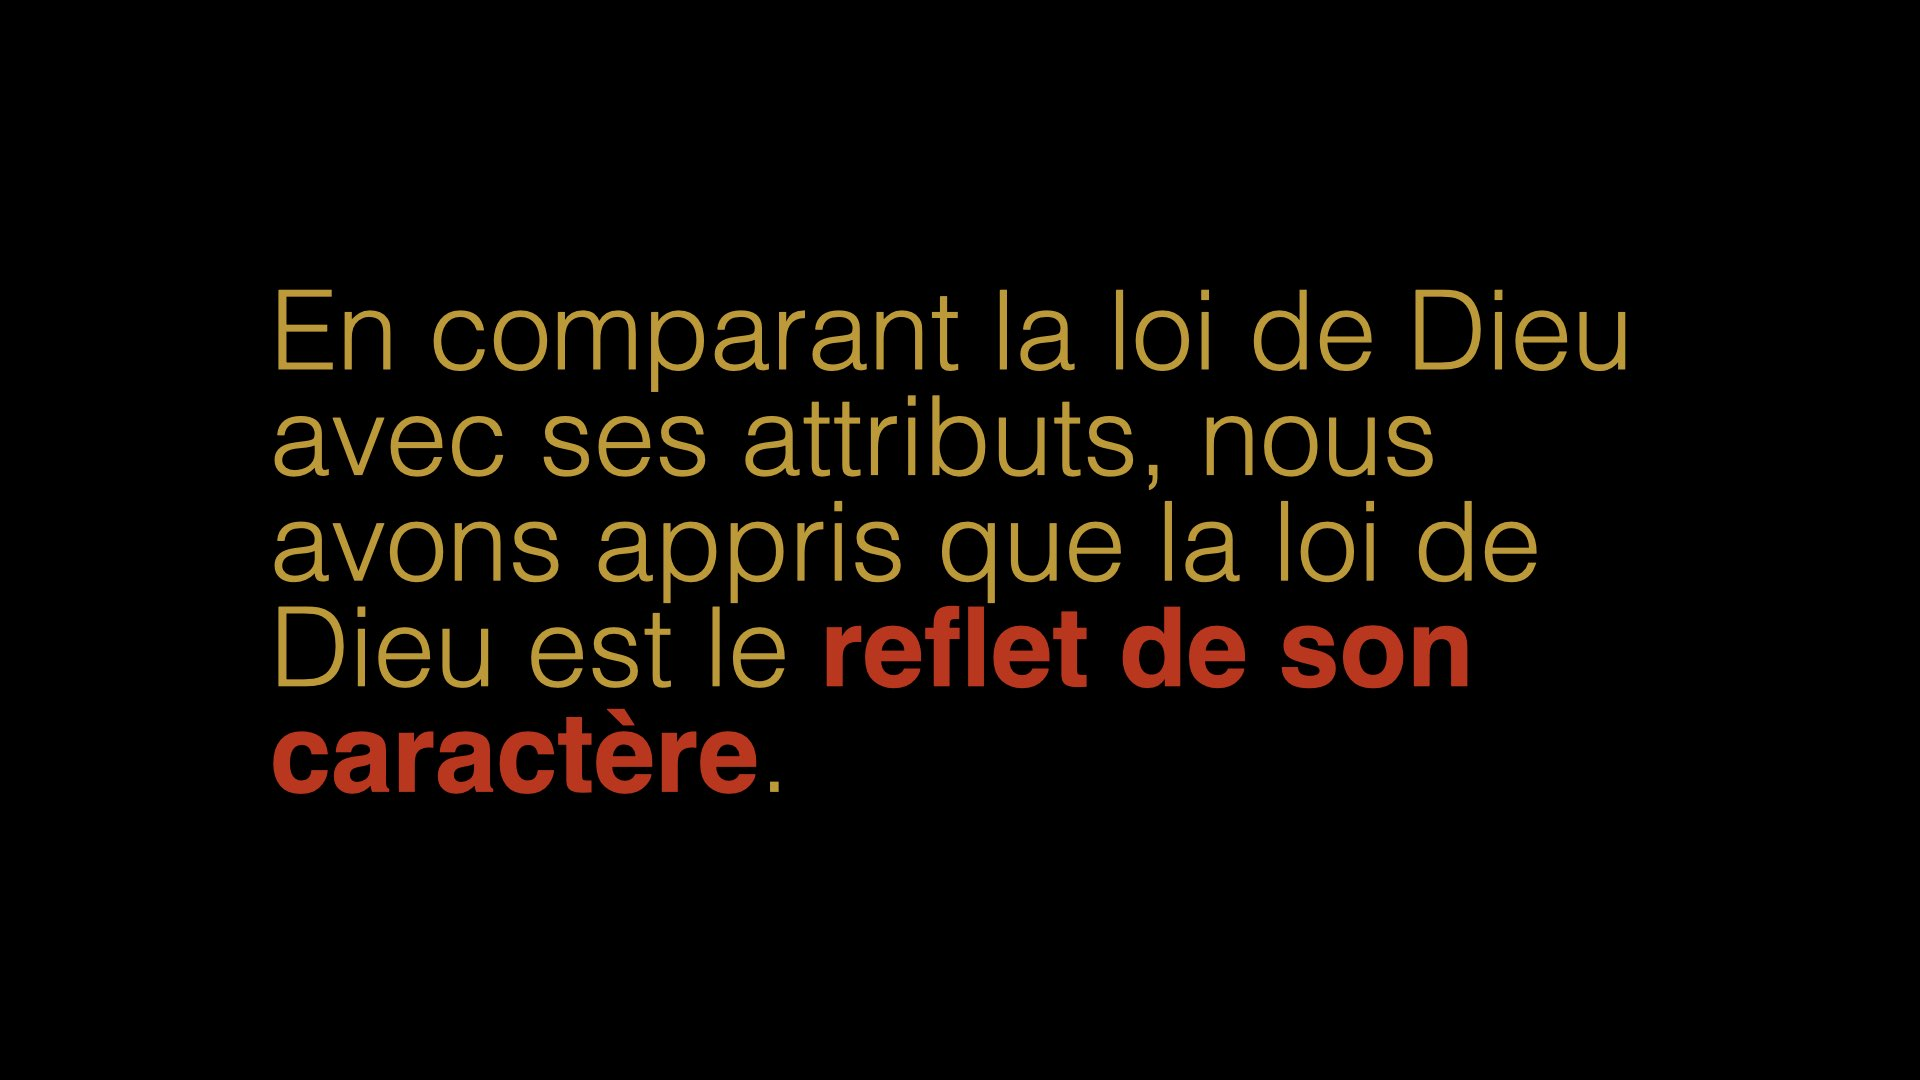 En comparant la loi de Dieu
avec ses attributs, nous
avons appris que la loi de
Dieu est le reflet de son
caractère.